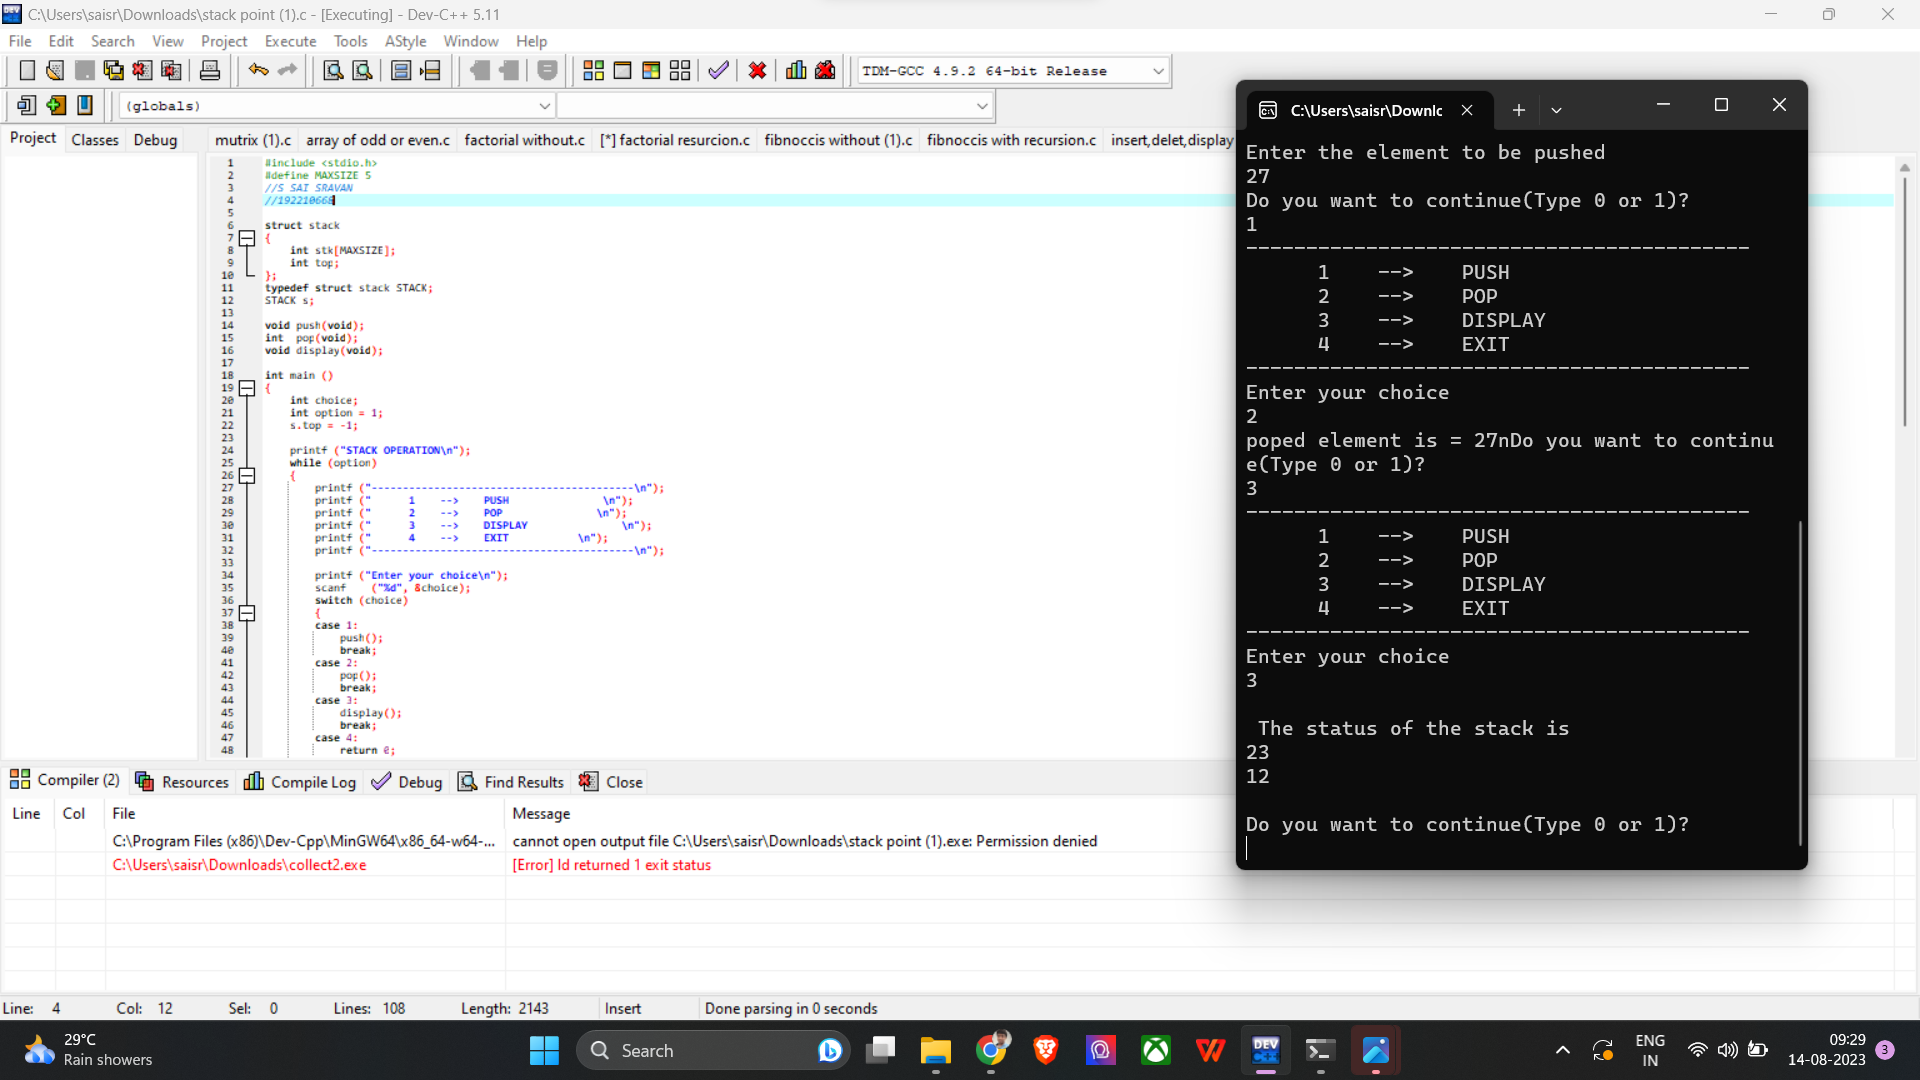 C:\Users\saisr\Downloads\stack point (1).c - [Executing] - Dev-C++ 5.11
File Edit Search View Project Execute Tools AStyle Window Help
TDM-GCC 4.9.2 64-bit Release
(globals)
Project Classes Debug
mutrix (1).c array of odd or even.c factorial without.c [*] factorial resurcion.c fibnoccis without (1).c fibnoccis with recursion.c insert,delet,display
1 #include <stdio.h>
2 #define MAXSIZE 5
3 //S SAI SRAVAN
4 //192210668
5
6 struct stack
7 {
8 int stk[MAXSIZE];
9 int top;
10 };
11 typedef struct stack STACK;
12 STACK s;
13
14 void push(void);
15 int  pop(void);
16 void display(void);
17
18 int main ()
19 {
20 int choice;
21 int option = 1;
22 s.top = -1;
23
24 printf ("STACK OPERATION\n");
25 while (option)
26 {
27 printf ("------------------------------------------\n");
28 printf ("      1    -->    PUSH               \n");
29 printf ("      2    -->    POP               \n");
30 printf ("      3    -->    DISPLAY               \n");
31 printf ("      4    -->    EXIT           \n");
32 printf ("------------------------------------------\n");
33
34 printf ("Enter your choice\n");
35 scanf    ("%d", &choice);
36 switch (choice)
37 {
38 case 1:
39 push();
40 break;
41 case 2:
42 pop();
43 break;
44 case 3:
45 display();
46 break;
47 case 4:
48 return 0;
C:\Users\saisr\Downlc
Enter the element to be pushed
27
Do you want to continue(Type 0 or 1)?
1
------------------------------------------
      1    -->    PUSH
      2    -->    POP
      3    -->    DISPLAY
      4    -->    EXIT
------------------------------------------
Enter your choice
2
poped element is = 27nDo you want to continu
e(Type 0 or 1)?
3
------------------------------------------
      1    -->    PUSH
      2    -->    POP
      3    -->    DISPLAY
      4    -->    EXIT
------------------------------------------
Enter your choice
3
The status of the stack is
23
12
Do you want to continue(Type 0 or 1)?
Compiler (2) Resources Compile Log Debug Find Results Close
Line Col File Message
C:\Program Files (x86)\Dev-Cpp\MinGW64\x86_64-w64-... cannot open output file C:\Users\saisr\Downloads\stack point (1).exe: Permission denied
C:\Users\saisr\Downloads\collect2.exe [Error] ld returned 1 exit status
Line: 4 Col: 12 Sel: 0 Lines: 108 Length: 2143 Insert Done parsing in 0 seconds
29°C
Rain showers
Search
DEV
C++
ENG
IN
09:29
14-08-2023
3